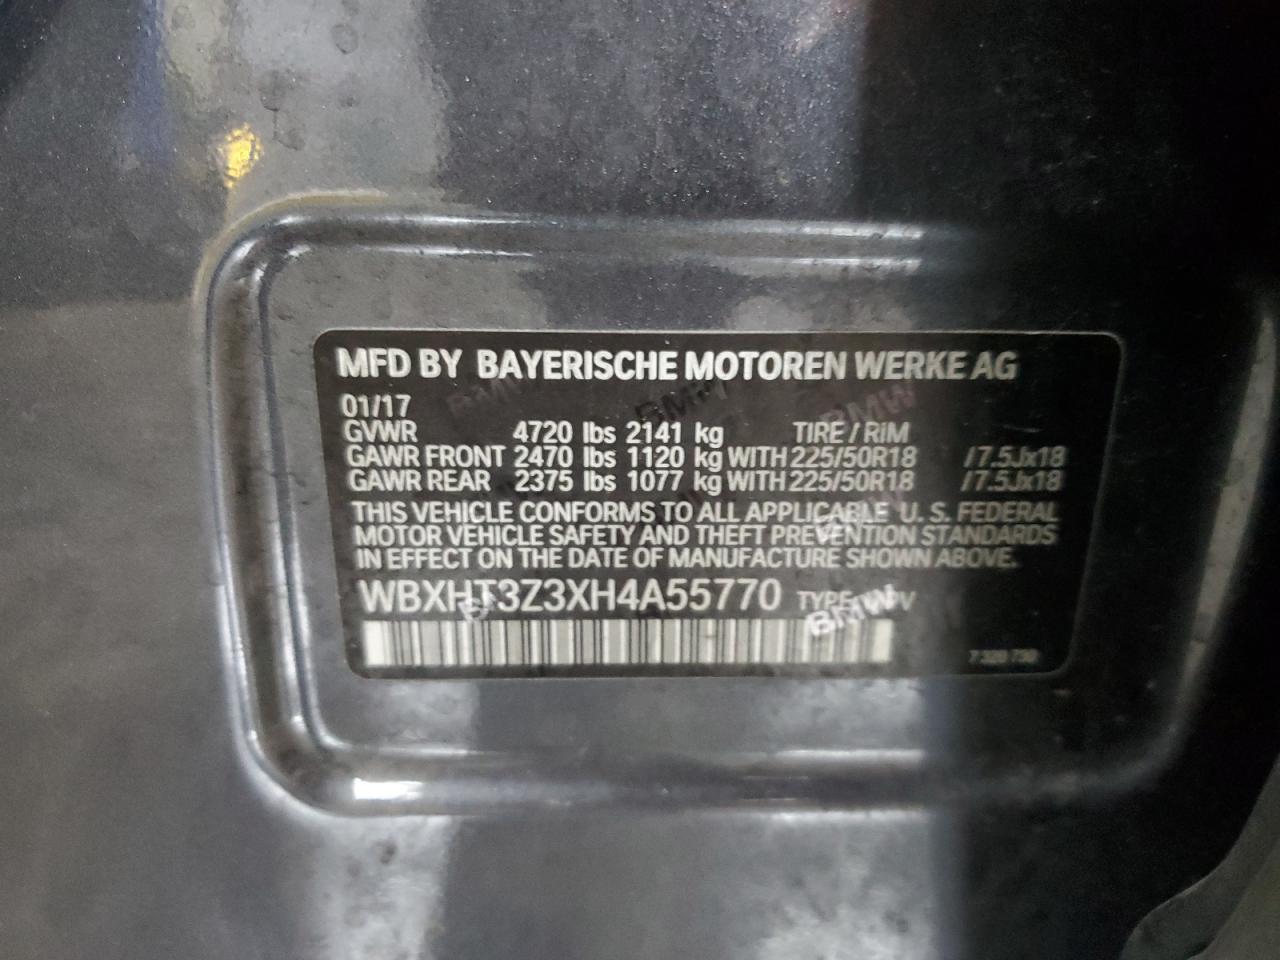 MFD BY BAYERISCHE MOTOREN WERKE AG
01/17
GVWR 4720 lbs 2141 kg TIRE / RIM
GAWR FRONT 2470 lbs 1120 kg WITH 225/50R18 /7.5Jx18
GAWR REAR 2375 lbs 1077 kg WITH 225/50R18 /7.5Jx18
THIS VEHICLE CONFORMS TO ALL APPLICABLE U. S. FEDERAL
MOTOR VEHICLE SAFETY AND THEFT PREVENTION STANDARDS
IN EFFECT ON THE DATE OF MANUFACTURE SHOWN ABOVE.
WBXHT3Z3XH4A55770 TYPE:
BMW